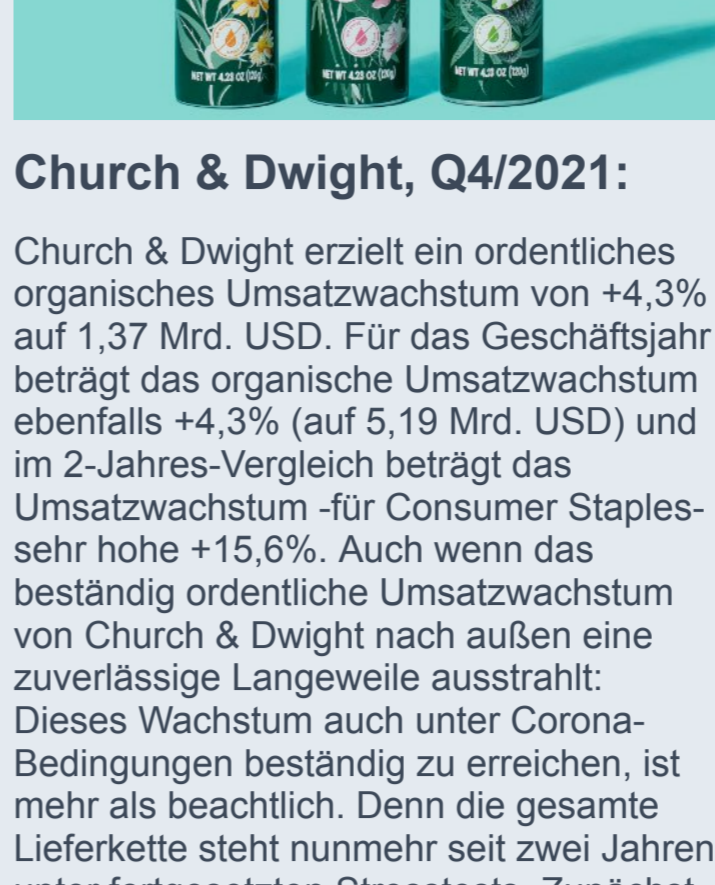 NET WT 4.23 OZ (120g)
NET WT 4.23 OZ (120g)
NET WT 4.23 OZ (120g)
Church & Dwight, Q4/2021:
Church & Dwight erzielt ein ordentliches
organisches Umsatzwachstum von +4,3%
auf 1,37 Mrd. USD. Für das Geschäftsjahr
beträgt das organische Umsatzwachstum
ebenfalls +4,3% (auf 5,19 Mrd. USD) und
im 2-Jahres-Vergleich beträgt das
Umsatzwachstum -für Consumer Staples-
sehr hohe +15,6%. Auch wenn das
beständig ordentliche Umsatzwachstum
von Church & Dwight nach außen eine
zuverlässige Langeweile ausstrahlt:
Dieses Wachstum auch unter Corona-
Bedingungen beständig zu erreichen, ist
mehr als beachtlich. Denn die gesamte
Lieferkette steht nunmehr seit zwei Jahren
unter fortgesetzten Stresstests. Zunächst